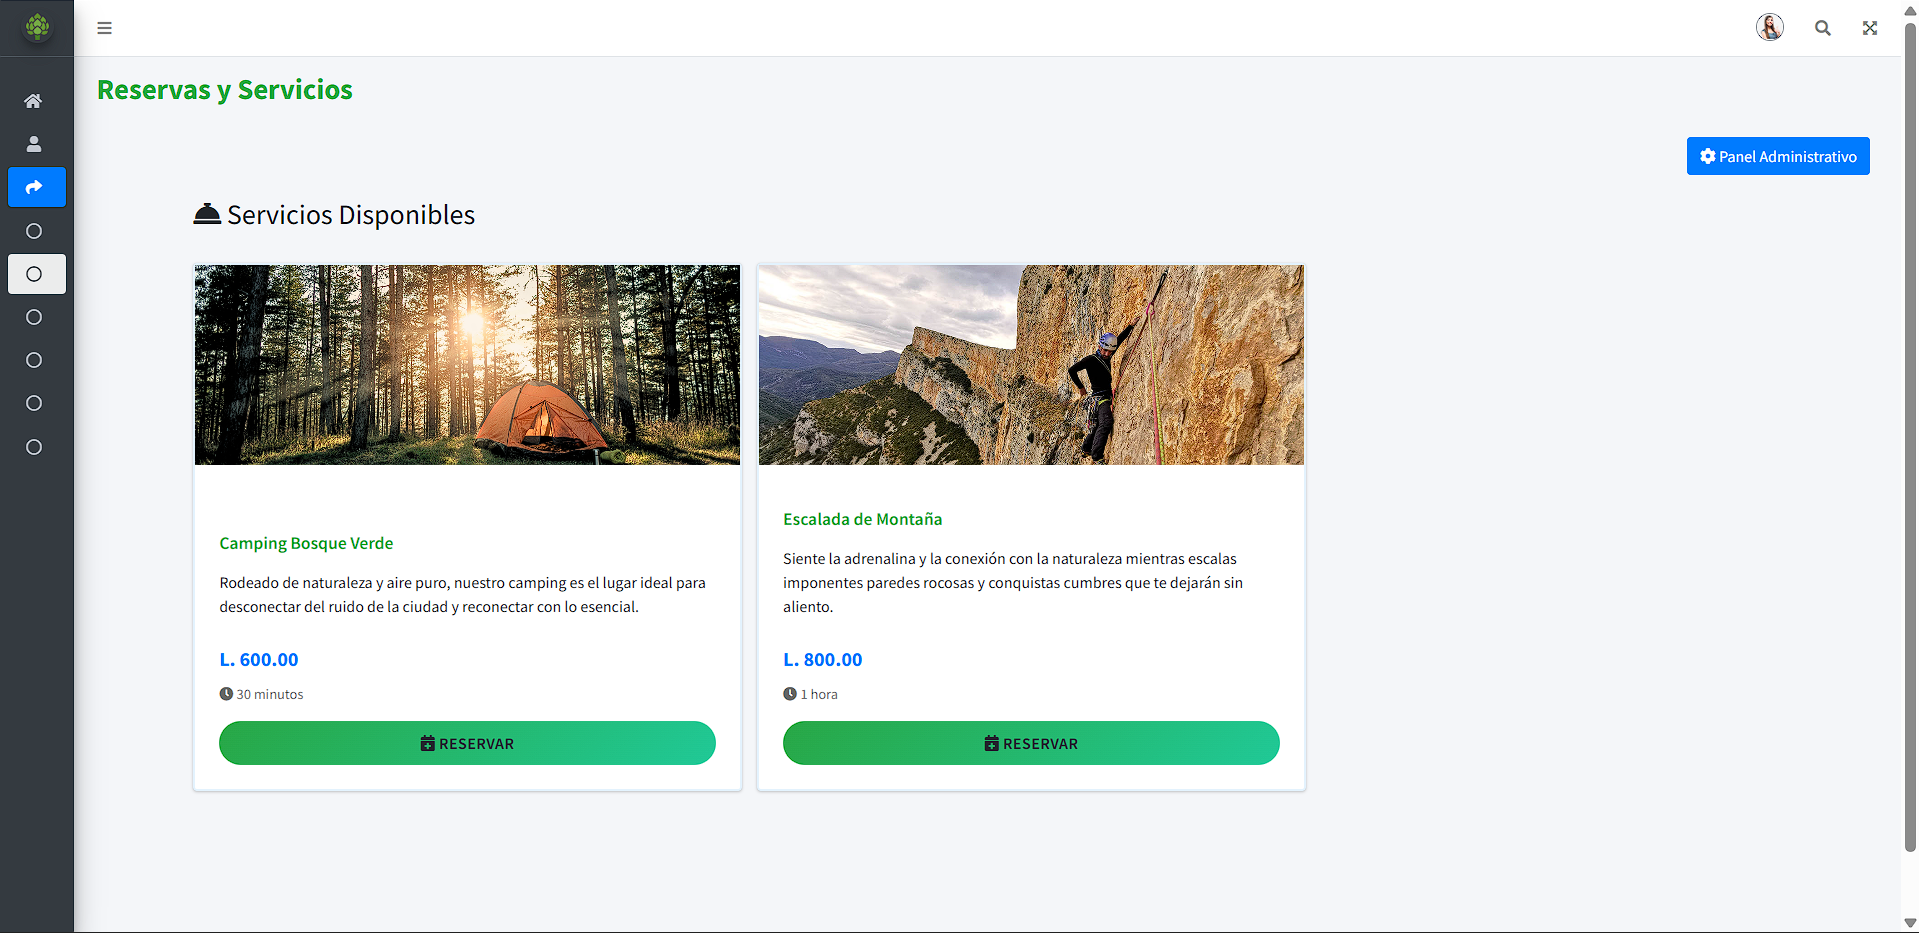 Reservas y Servicios
Panel Administrativo
Servicios Disponibles
Camping Bosque Verde
Rodeado de naturaleza y aire puro, nuestro camping es el lugar ideal para
desconectar del ruido de la ciudad y reconectar con lo esencial.
L. 600.00
30 minutos
RESERVAR
Escalada de Montaña
Siente la adrenalina y la conexión con la naturaleza mientras escalas
imponentes paredes rocosas y conquistas cumbres que te dejarán sin
aliento.
L. 800.00
1 hora
RESERVAR